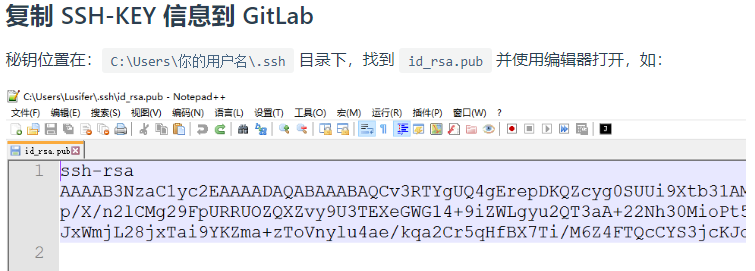 复制 SSH-KEY 信息到 GitLab
秘钥位置在： C:\Users\你的用户名\.ssh 目录下，找到 id_rsa.pub 并使用编辑器打开，如：
C:\Users\Lusifer\.ssh\id_rsa.pub - Notepad++
文件(F) 编辑(E) 搜索(S) 视图(V) 编码(N) 语言(L) 设置(T) 工具(O) 宏(M) 运行(R) 插件(P) 窗口(W) ?
id_rsa.pub
1 ssh-rsa
AAAAB3NzaC1yc2EAAAADAQABAAABAQCv3RTYgUQ4gErepDKQZcyg0SUUi9Xtb31AM
p/X/n2lCMg29FpURRUOZQXZvy9U3TEXeGWG14+9iZWLgyu2QT3aA+22Nh30MioPt5
JxWmjL28jxTai9YKZma+zToVnylu4ae/kqa2Cr5qHfBX7Ti/M6Z4FTQcCYS3jcKJc
2